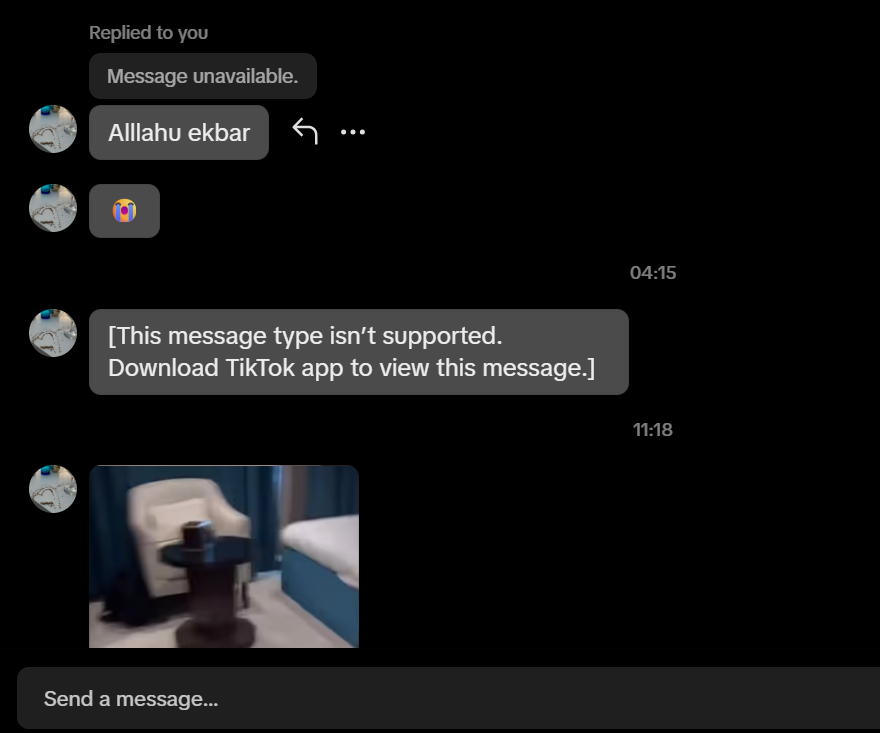 Replied to you
Message unavailable.
Alllahu ekbar
😭
04:15
[This message type isn’t supported.
Download TikTok app to view this message.]
11:18
Send a message...